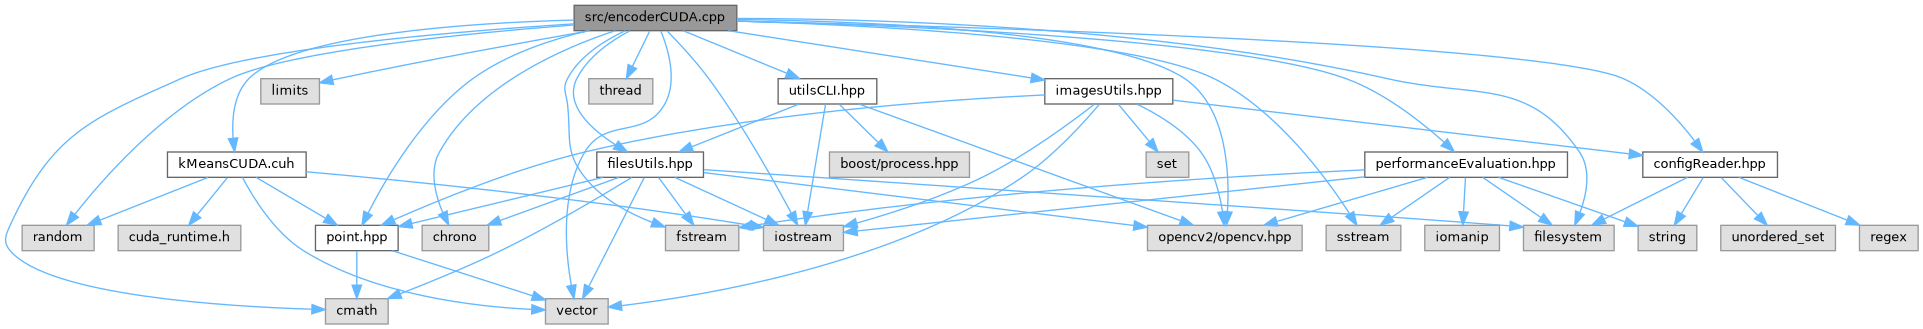 src/encoderCUDA.cpp
limits
thread
utilsCLI.hpp
imagesUtils.hpp
kMeansCUDA.cuh
filesUtils.hpp
boost/process.hpp
set
performanceEvaluation.hpp
configReader.hpp
random
cuda_runtime.h
point.hpp
chrono
fstream
iostream
opencv2/opencv.hpp
sstream
iomanip
filesystem
string
unordered_set
regex
cmath
vector